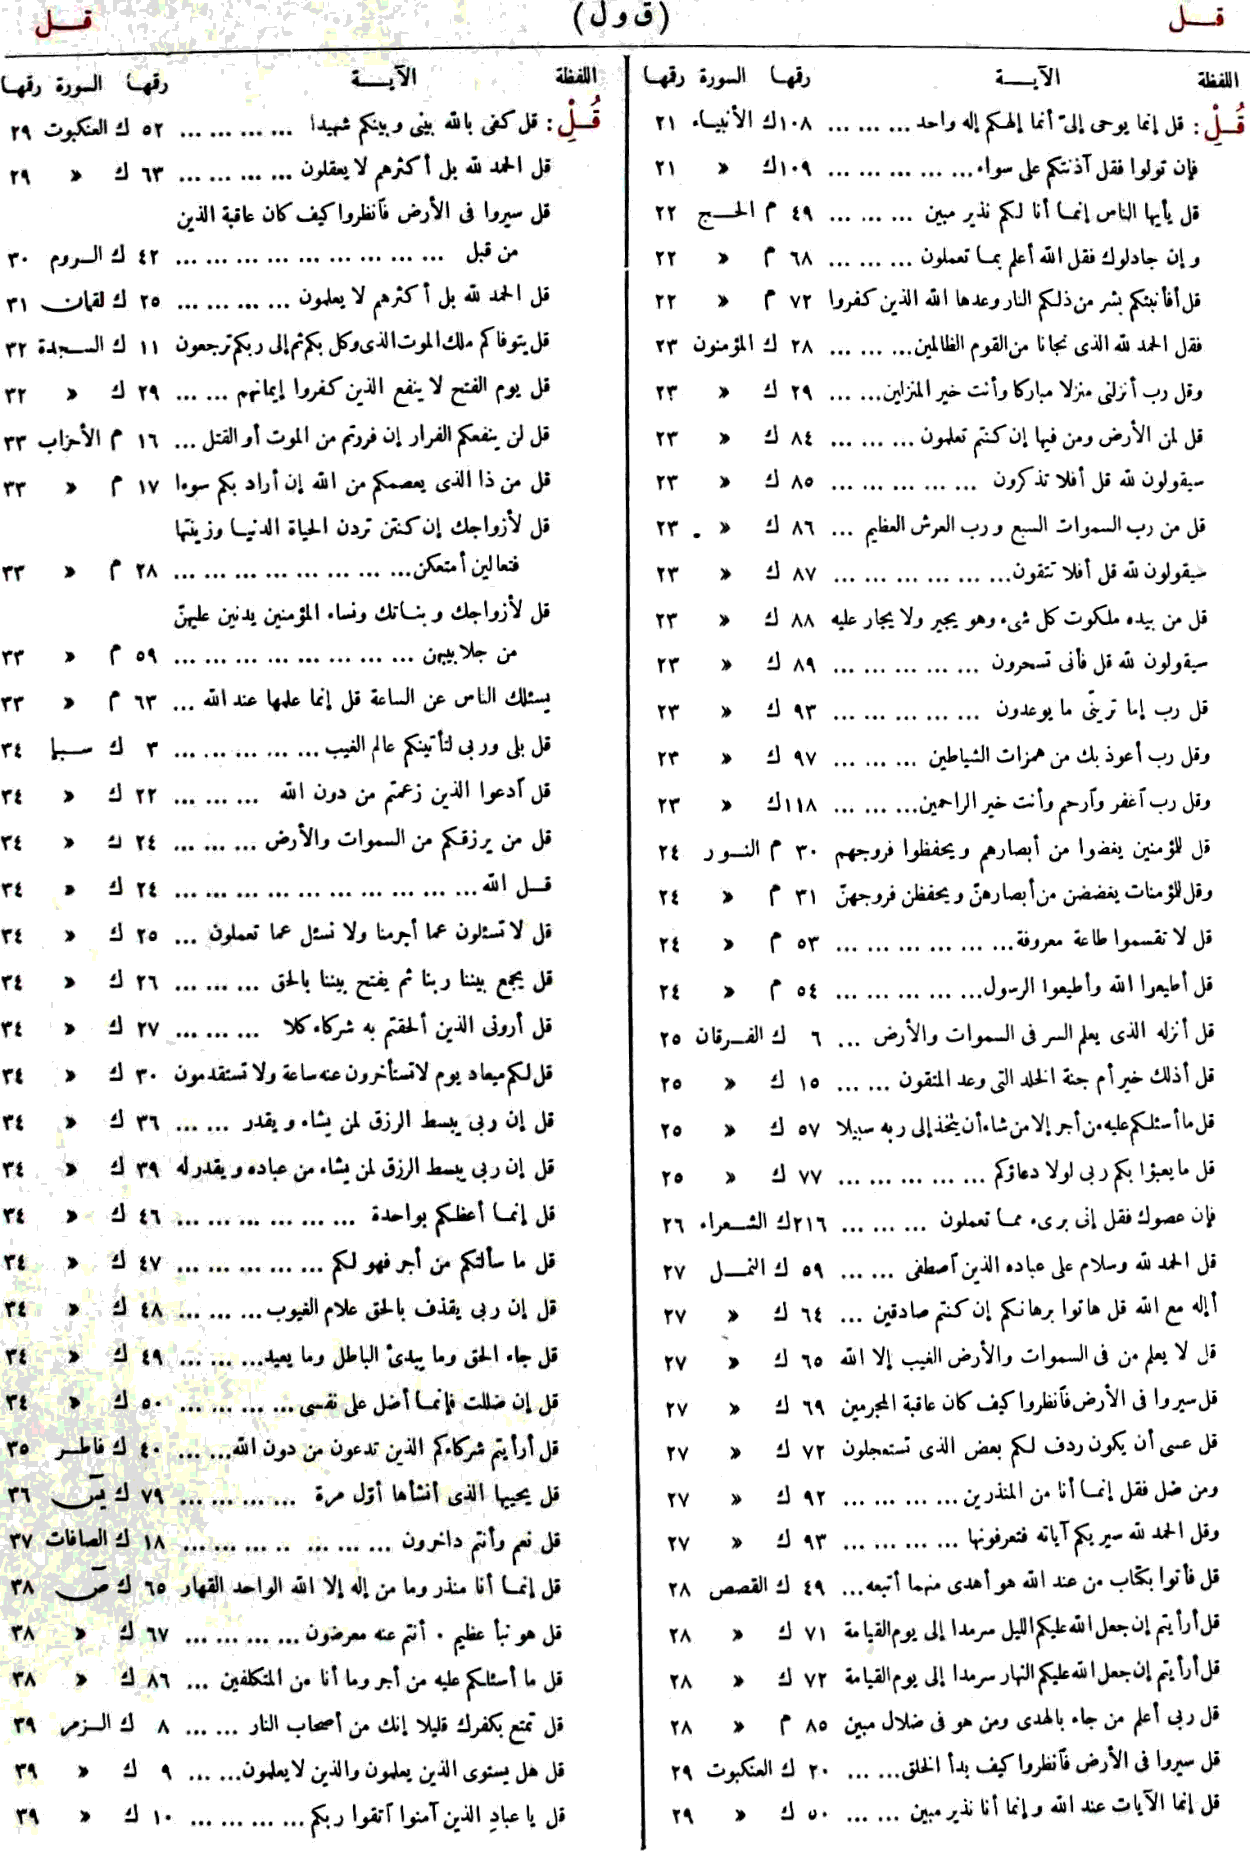 قــل (ق ول) قــل
اللفظة الآيــة رقمها السورة رقمها
قُلْ: قل إنما يوحى إلىّ أنما إلهكم إله واحد ... ... ... ١٠٨ك الأنبياء ٢١
فإن تولوا فقل آذنتكم على سواء ... ... ... ... ... ١٠٩ك » ٢١
قل يأيها الناس إنما أنا لكم نذير مبين ... ... ... ٤٩ م الحج ٢٢
وإن جادلوك فقل الله أعلم بما تعملون ... ... ... ٦٨ م » ٢٢
قل أفأنبئكم بشر من ذلكم النار وعدها الله الذين كفروا ٧٢ م » ٢٢
فقل الحمد لله الذى نجانا من القوم الظالمين ... ... ... ٢٨ ك المؤمنون ٢٣
وقل رب أنزلنى منزلا مباركا وأنت خير المنزلين ... ... ٢٩ ك » ٢٣
قل لمن الأرض ومن فيها إن كنتم تعلمون ... ... ... ٨٤ ك » ٢٣
سيقولون لله قل أفلا تذكرون ... ... ... ... ... ٨٥ ك » ٢٣
قل من رب السموات السبع ورب العرش العظيم ... ٨٦ ك » ٢٣
سيقولون لله قل أفلا تتقون ... ... ... ... ... ... ٨٧ ك » ٢٣
قل من بيده ملكوت كل شىء وهو يجير ولا يجار عليه ٨٨ ك » ٢٣
سيقولون لله قل فأنى تسحرون ... ... ... ... ... ٨٩ ك » ٢٣
قل رب إما ترينّى ما يوعدون ... ... ... ... ... ٩٣ ك » ٢٣
وقل رب أعوذ بك من همزات الشياطين ... ... ... ٩٧ ك » ٢٣
وقل رب ٱغفر وٱرحم وأنت خير الراحمين ... ... ... ١١٨ك » ٢٣
قل للؤمنين يغضوا من أبصارهم ويحفظوا فروجهم ٣٠ م النور ٢٤
وقل للؤمنات يغضضن من أبصارهنّ ويحفظن فروجهنّ ٣١ م » ٢٤
قل لا تقسموا طاعة معروفة ... ... ... ... ... ... ٥٣ م » ٢٤
قل أطيعوا الله وأطيعوا الرسول ... ... ... ... ... ٥٤ م » ٢٤
قل أنزله الذى يعلم السر فى السموات والأرض ... ٦ ك الفرقان ٢٥
قل أذلك خير أم جنة الخلد التى وعد المتقون ... ... ١٥ ك » ٢٥
قل ما أسئلكم عليه من أجر إلا من شاء أن يتخذ إلى ربه سبيلا ٥٧ ك » ٢٥
قل ما يعبؤا بكم ربى لولا دعاؤكم ... ... ... ... ... ٧٧ ك » ٢٥
فإن عصوك فقل إنى برىء مما تعملون ... ... ... ٢١٦ك الشعراء ٢٦
قل الحمد لله وسلام على عباده الذين ٱصطفى ... ... ٥٩ ك النمل ٢٧
أإله مع الله قل هاتوا برهانكم إن كنتم صادقين ... ٦٤ ك » ٢٧
قل لا يعلم من فى السموات والأرض الغيب إلا الله ٦٥ ك » ٢٧
قل سيروا فى الأرض فٱنظروا كيف كان عاقبة المجرمين ٦٩ ك » ٢٧
قل عسى أن يكون ردف لكم بعض الذى تستعجلون ٧٢ ك » ٢٧
ومن ضل فقل إنما أنا من المنذرين ... ... ... ... ٩٢ ك » ٢٧
وقل الحمد لله سيريكم آياته فتعرفونها ... ... ... ... ٩٣ ك » ٢٧
قل فأتوا بكتاب من عند الله هو أهدى منهما أتبعه ... ٤٩ ك القصص ٢٨
قل أرأيتم إن جعل الله عليكم الليل سرمدا إلى يوم القيامة ٧١ ك » ٢٨
قل أرأيتم إن جعل الله عليكم النهار سرمدا إلى يوم القيامة ٧٢ ك » ٢٨
قل ربى أعلم من جاء بالهدى ومن هو فى ضلال مبين ٨٥ م » ٢٨
قل سيروا فى الأرض فٱنظروا كيف بدأ الخلق ... ... ٢٠ ك العنكبوت ٢٩
قل إنما الآيات عند الله وإنما أنا نذير مبين ... ... ٥٠ ك » ٢٩
اللفظة الآيــة رقمها السورة رقمها
قُلْ: قل كفى بالله بينى وبينكم شهيدا ... ... ... ... ٥٢ ك العنكبوت ٢٩
قل الحمد لله بل أكثرهم لا يعقلون ... ... ... ... ٦٣ ك » ٢٩
قل سيروا فى الأرض فٱنظروا كيف كان عاقبة الذين
من قبل ... ... ... ... ... ... ... ... ... ٤٢ ك الروم ٣٠
قل الحمد لله بل أكثرهم لا يعلمون ... ... ... ... ٢٥ ك لقمان ٣١
قل يتوفاكم ملك الموت الذى وكل بكم ثم إلى ربكم ترجعون ١١ ك السجدة ٣٢
قل يوم الفتح لا ينفع الذين كفروا إيمانهم ... ... ٢٩ ك » ٣٢
قل لن ينفعكم الفرار إن فررتم من الموت أو القتل ... ١٦ م الأحزاب ٣٣
قل من ذا الذى يعصمكم من الله إن أراد بكم سوءا ١٧ م » ٣٣
قل لأزواجك إن كنتن تردن الحياة الدنيا وزينتها
فتعالين أمتعكن ... ... ... ... ... ... ... ... ٢٨ م » ٣٣
قل لأزواجك وبناتك ونساء المؤمنين يدنين عليهنّ
من جلابيبهن ... ... ... ... ... ... ... ... ٥٩ م » ٣٣
يسئلك الناس عن الساعة قل إنما علمها عند الله ... ٦٣ م » ٣٣
قل بلى وربى لتأتينكم عالم الغيب ... ... ... ... ... ٣ ك سبإ ٣٤
قل ٱدعوا الذين زعمتم من دون الله ... ... ... ٢٢ ك » ٣٤
قل من يرزقكم من السموات والأرض ... ... ... ٢٤ ك » ٣٤
قل الله ... ... ... ... ... ... ... ... ... ... ٢٤ ك » ٣٤
قل لا تسئلون عما أجرمنا ولا نسئل عما تعملون ... ٢٥ ك » ٣٤
قل يجمع بيننا ربنا ثم يفتح بيننا بالحق ... ... ... ٢٦ ك » ٣٤
قل أرونى الذين ألحقتم به شركاء كلا ... ... ... ٢٧ ك » ٣٤
قل لكم ميعاد يوم لا تستأخرون عنه ساعة ولا تستقدمون ٣٠ ك » ٣٤
قل إن ربى يبسط الرزق لمن يشاء ويقدر ... ... ٣٦ ك » ٣٤
قل إن ربى يبسط الرزق لمن يشاء من عباده ويقدر له ٣٩ ك » ٣٤
قل إنما أعظكم بواحدة ... ... ... ... ... ... ٤٦ ك » ٣٤
قل ما سألتكم من أجر فهو لكم ... ... ... ... ... ٤٧ ك » ٣٤
قل إن ربى يقذف بالحق علام الغيوب ... ... ... ٤٨ ك » ٣٤
قل جاء الحق وما يبدئ الباطل وما يعيد ... ... ... ٤٩ ك » ٣٤
قل إن ضللت فإنما أضل على نفسى ... ... ... ... ٥٠ ك » ٣٤
قل أرأيتم شركاءكم الذين تدعون من دون الله ... ... ٤٠ ك فاطر ٣٥
قل يحييها الذى أنشأها أوّل مرة ... ... ... ... ٧٩ ك يٓس ٣٦
قل نعم وأنتم داخرون ... ... ... ... ... ... ... ١٨ ك الصافات ٣٧
قل إنما أنا منذر وما من إله إلا الله الواحد القهار ٦٥ ك صٓ ٣٨
قل هو نبأ عظيم . أنتم عنه معرضون ... ... ... ... ٦٧ ك » ٣٨
قل ما أسئلكم عليه من أجر وما أنا من المتكلفين ... ٨٦ ك » ٣٨
قل تمتع بكفرك قليلا إنك من أصحاب النار ... ... ٨ ك الزمر ٣٩
قل هل يستوى الذين يعلمون والذين لا يعلمون ... ... ٩ ك » ٣٩
قل يا عبادِ الذين آمنوا ٱتقوا ربكم ... ... ... ... ١٠ ك » ٣٩